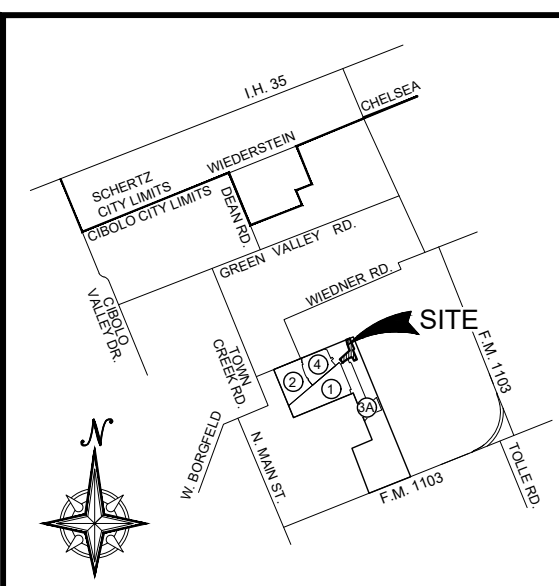 I.H. 35
CHELSEA
WIEDERSTEIN
SCHERTZ
CITY LIMITS
CIBOLO CITY LIMITS
DEAN RD.
GREEN VALLEY RD.
CIBOLO
VALLEY DR.
WIEDNER RD.
SITE
F.M. 1103
TOWN
CREEK RD.
4
2
1
3A
W. BORGFELD
N. MAIN ST.
F.M. 1103
TOLLE RD.
N